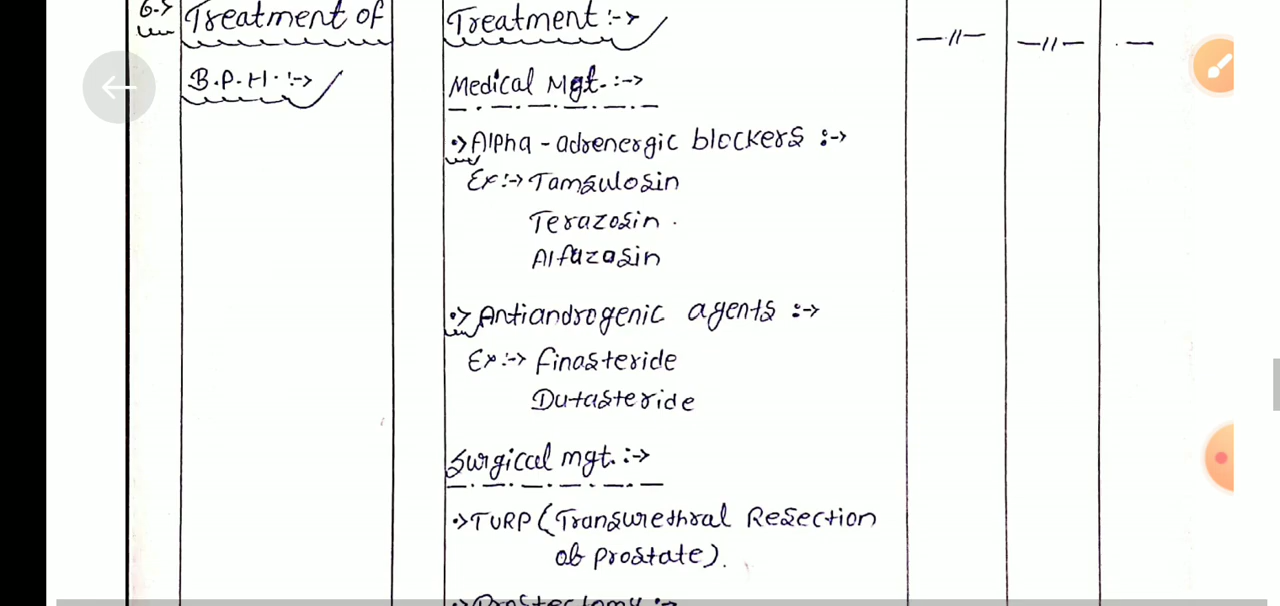 6.→ Treatment of
B.P.H. :→
Treatment :→
Medical Mgt. :→
•> Alpha - adrenergic blockers :→
Ex :→ Tamsulosin
Terazosin .
Alfuzosin
•> Antiandrogenic agents :→
Ex :→ Finasteride
Dutasteride
Surgical mgt. :→
•> TURP (Transurethral Resection
of prostate).
—//— —//— —